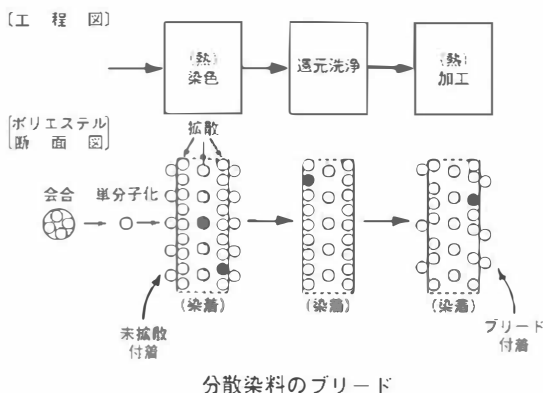 〔工 程 図〕
(熱)
染色
還元洗浄
(熱)
加工
〔ポリエステル
断 面 図〕
拡散
会合
単分子化
(染着)
(染着)
(染着)
未拡散
付着
ブリード
付着
分散染料のブリード